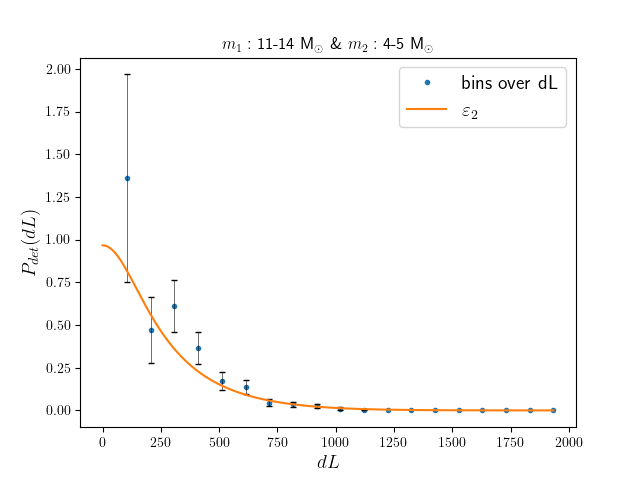 m₁ : 11-14 M⊙ & m₂ : 4-5 M⊙
bins over dL
ε₂
P_det(dL)
2.00
1.75
1.50
1.25
1.00
0.75
0.50
0.25
0.00
0 250 500 750 1000 1250 1500 1750 2000
dL